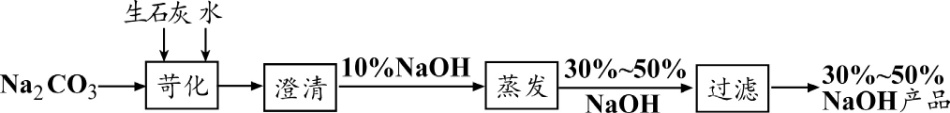 生石灰 水
Na₂CO₃
苛化
澄清
10%NaOH
蒸发
30%~50%
NaOH
过滤
30%~50%
NaOH产品